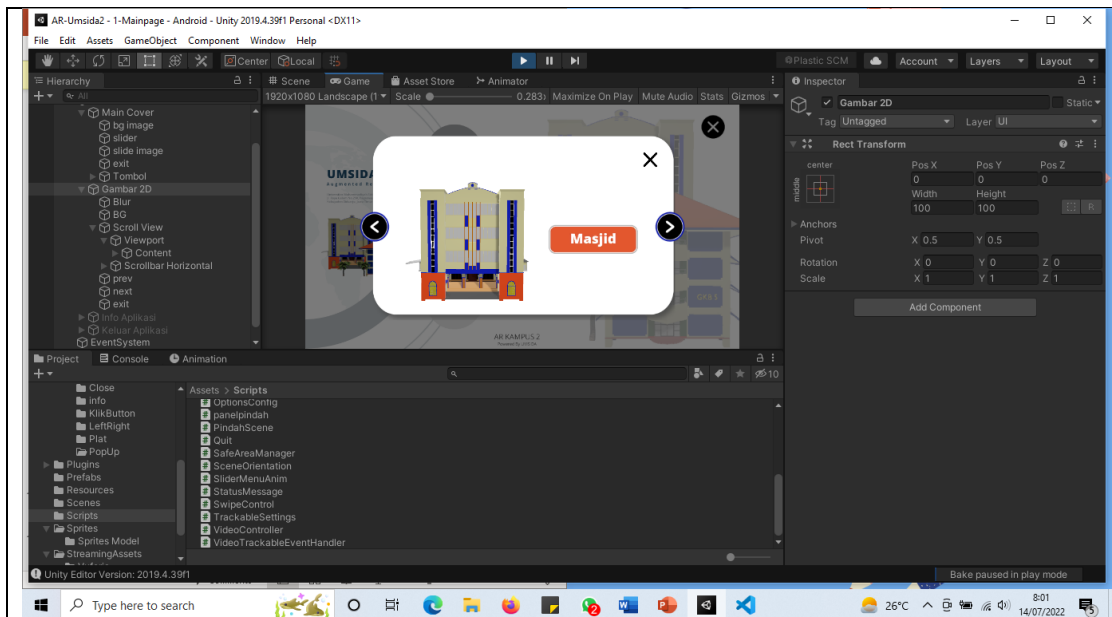 AR-Umsida2 - 1-Mainpage - Android - Unity 2019.4.39f1 Personal <DX11>
File Edit Assets GameObject Component Window Help
Center Local Plastic SCM Account Layers Layout
Hierarchy # Scene Game Asset Store Animator Inspector
All 1920x1080 Landscape (1 Scale 0.283 Maximize On Play Mute Audio Stats Gizmos
Gambar 2D Static
Tag Untagged Layer UI
Rect Transform
center Pos X Pos Y Pos Z
0 0 0
middle Width Height
100 100 R
Anchors
Pivot X 0.5 Y 0.5
Rotation X 0 Y 0 Z 0
Scale X 1 Y 1 Z 1
Add Component
Main Cover
bg image
slider
slide image
exit
Tombol
Gambar 2D
Blur
BG
Scroll View
Viewport
Content
Scrollbar Horizontal
prev
next
exit
Info Aplikasi
Keluar Aplikasi
EventSystem
UMSIDA
Masjid
GKB 1
AR KAMPUS 2
Project Console Animation
10
Close
info
KlikButton
LeftRight
Plat
PopUp
Plugins
Prefabs
Resources
Scenes
Scripts
Sprites
Sprites Model
StreamingAssets
Assets > Scripts
OptionsConfig
panelpindah
PindahScene
Quit
SafeAreaManager
SceneOrientation
SliderMenuAnim
StatusMessage
SwipeControl
TrackableSettings
VideoController
VideoTrackableEventHandler
Unity Editor Version: 2019.4.39f1 Bake paused in play mode
Type here to search 26°C 8:01
14/07/2022